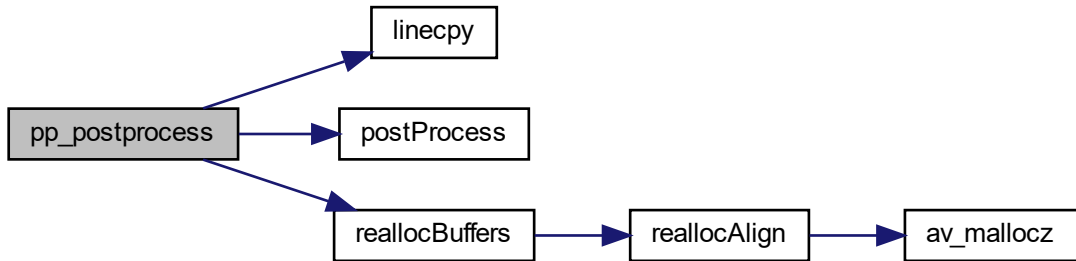 linecpy
pp_postprocess
postProcess
reallocBuffers
reallocAlign
av_mallocz